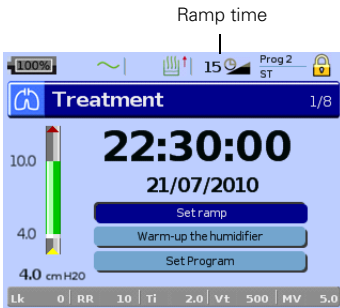 Ramp time
100% 15 Prog 2
ST
Treatment 1/8
10.0 22:30:00
21/07/2010
Set ramp
4.0 Warm-up the humidifier
Set Program
4.0 cm H20
Lk 0 RR 10 Ti 2.0 Vt 500 MV 5.0